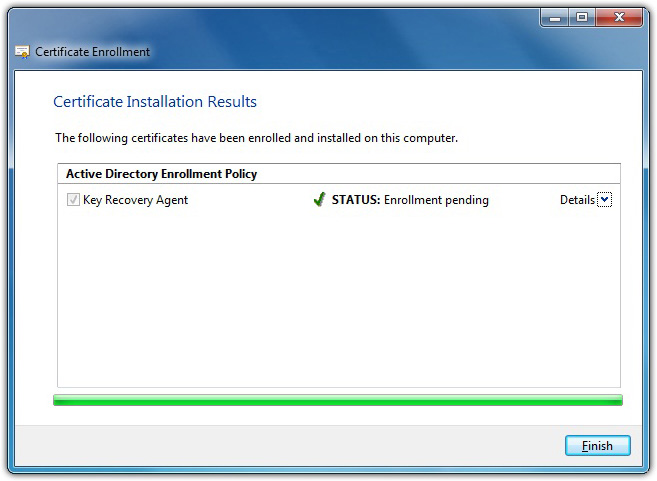 Certificate Enrollment
Certificate Installation Results
The following certificates have been enrolled and installed on this computer.
Active Directory Enrollment Policy
Key Recovery Agent STATUS: Enrollment pending Details
Finish